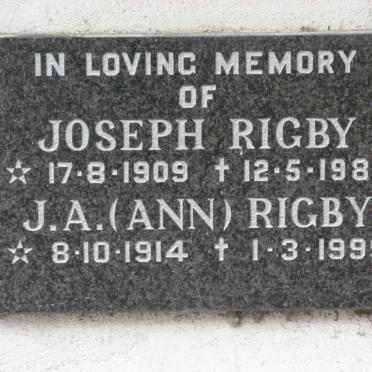 IN LOVING MEMORY
OF
JOSEPH RIGBY
☆ 17·8·1909 † 12·5·198
J.A. (ANN) RIGBY
☆ 8·10·1914 † 1·3·199